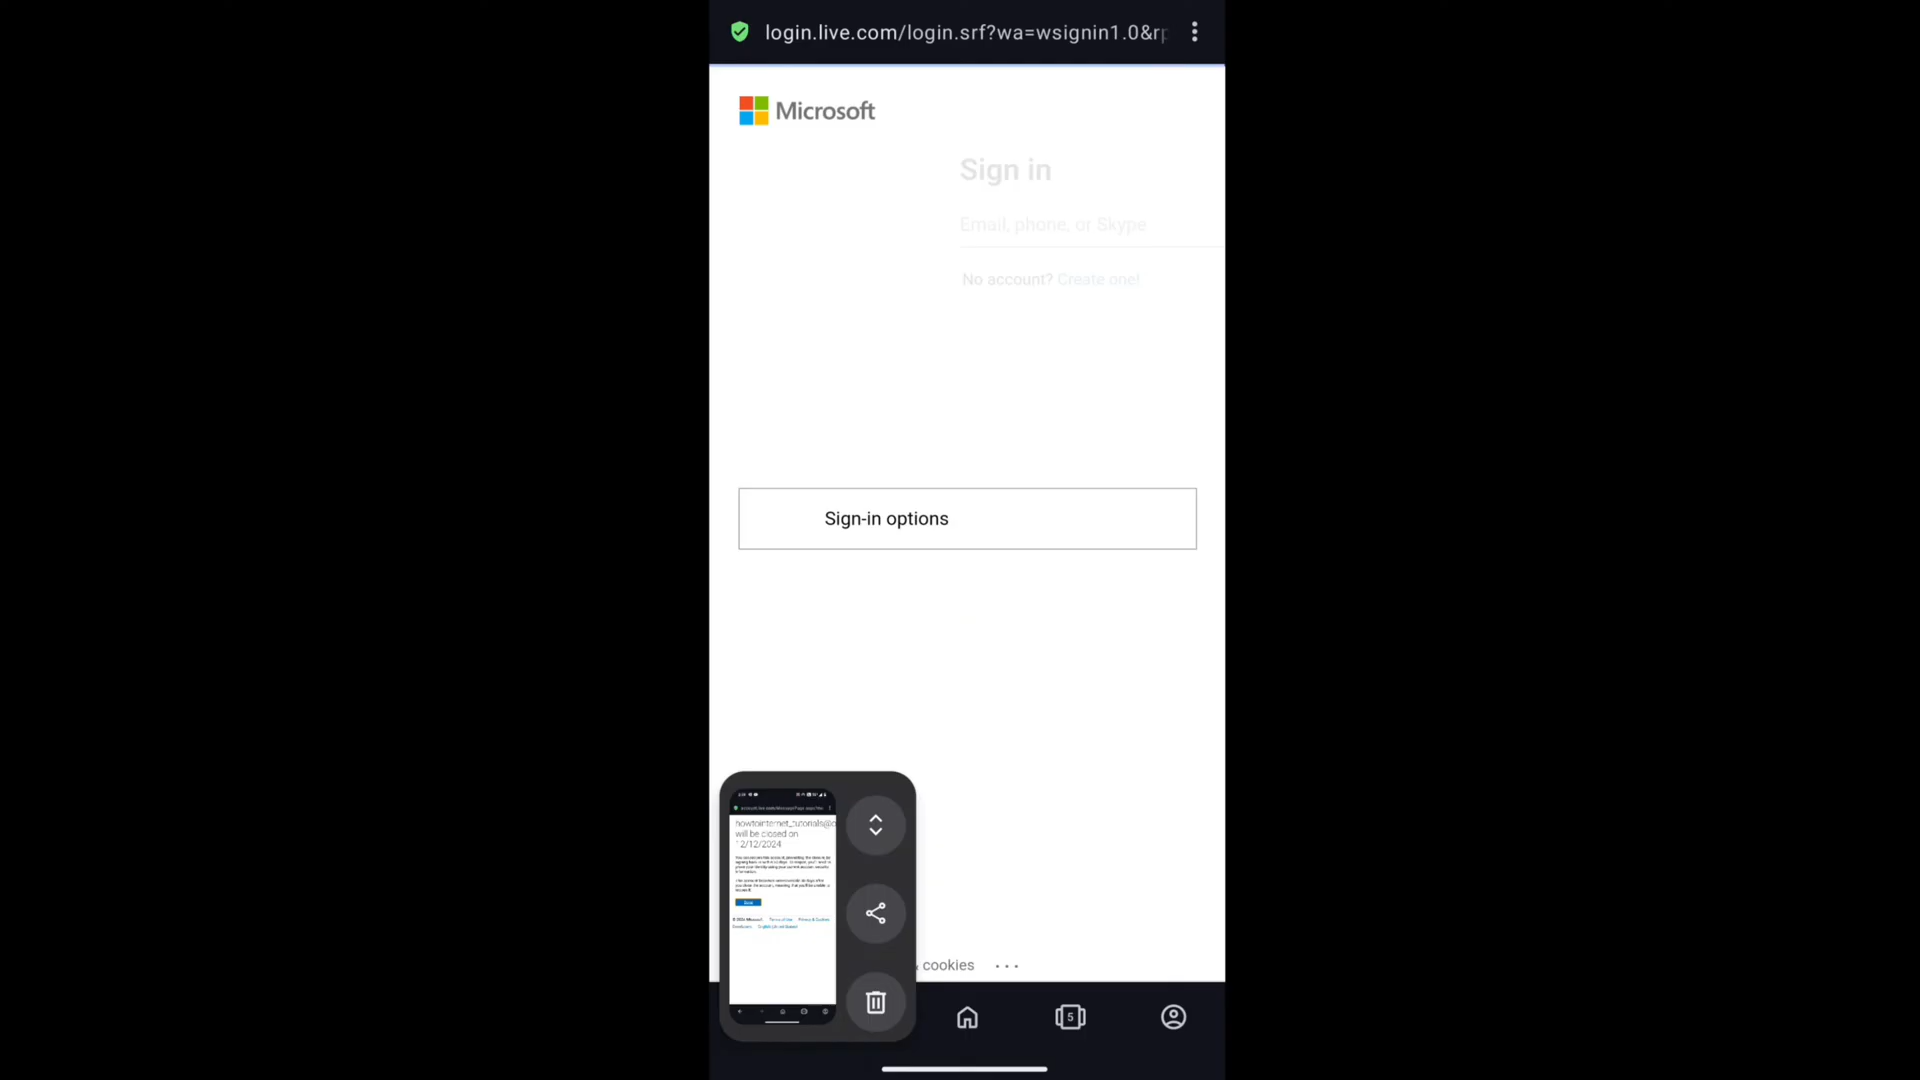 login.live.com/login.srf?wa=wsignin1.0&rp
Microsoft
Sign in
Email, phone, or Skype
No account? Create one!
Sign-in options
howtointernet_tutorials@o
will be closed on
12/12/2024
cookies
5